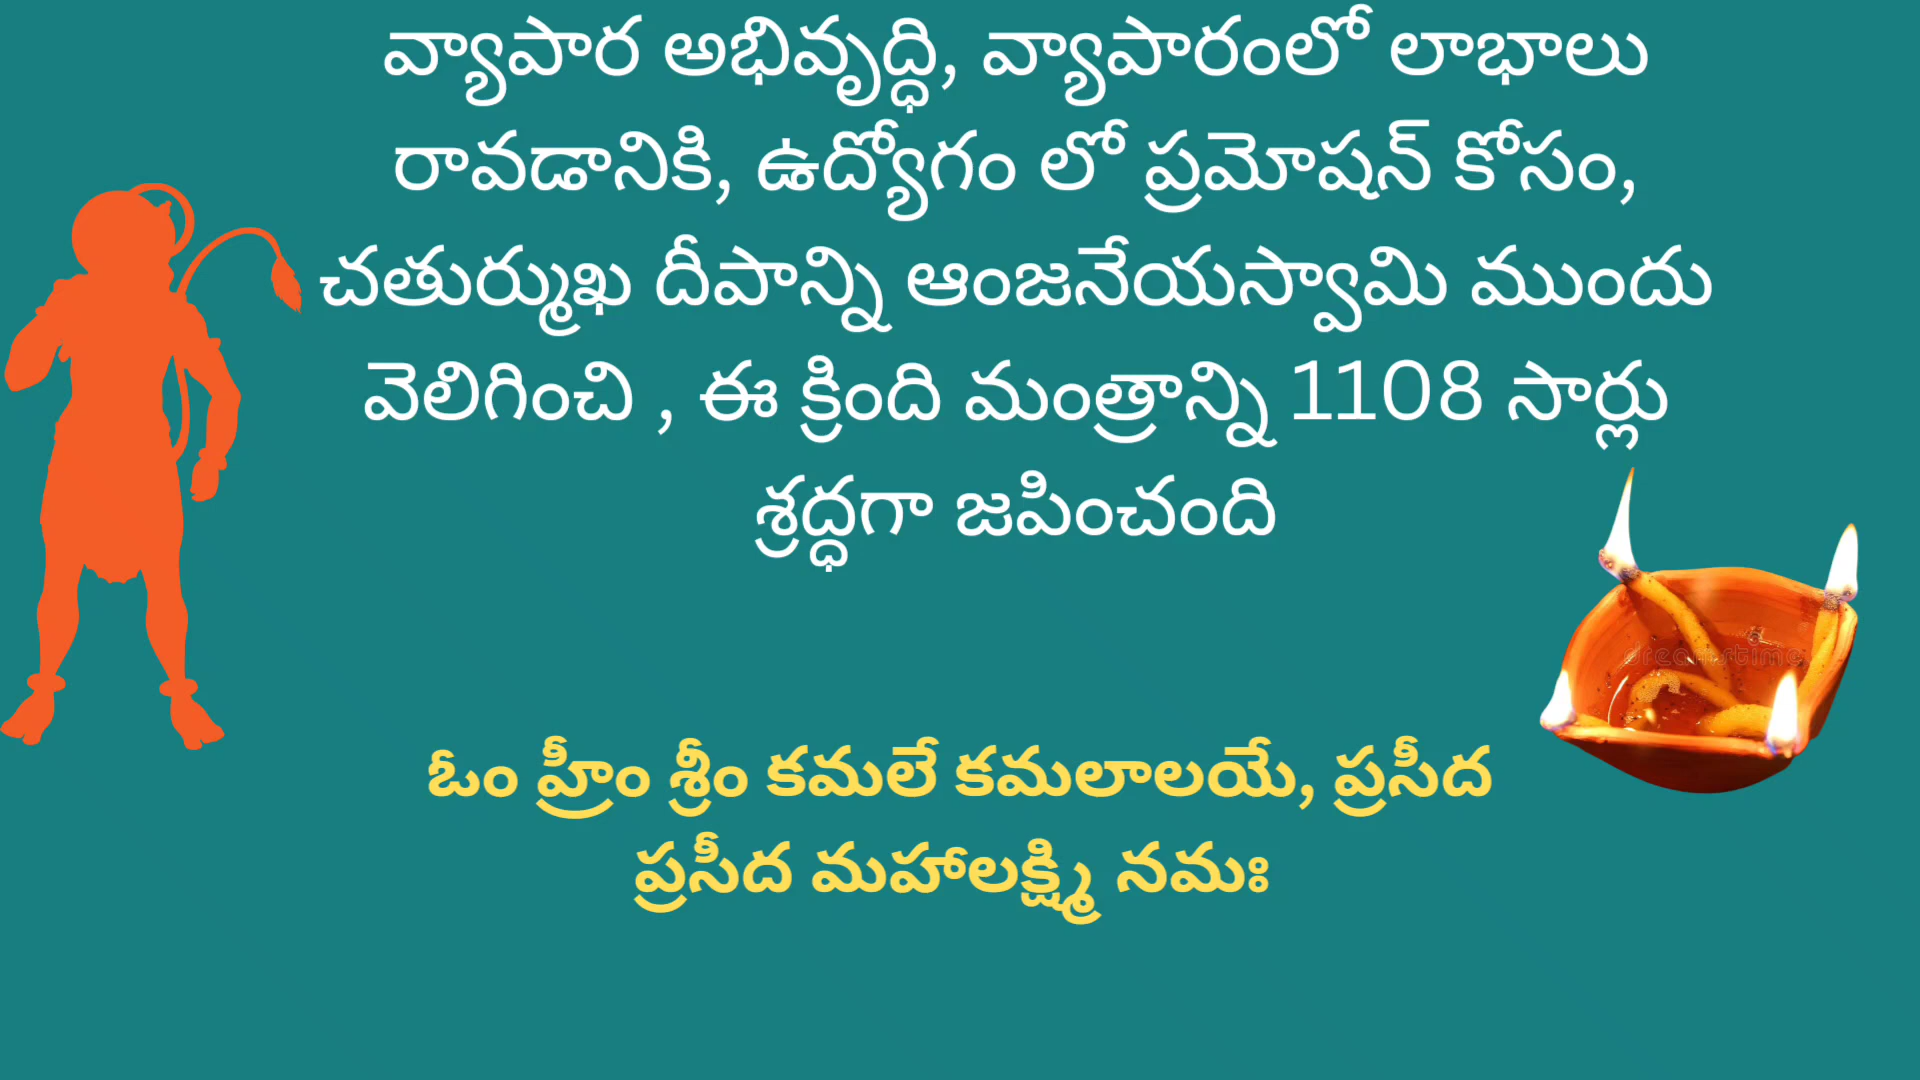 వ్యాపార అభివృద్ధి, వ్యాపారంలో లాభాలు
రావడానికి, ఉద్యోగం లో ప్రమోషన్ కోసం,
చతుర్ముఖ దీపాన్ని ఆంజనేయస్వామి ముందు
వెలిగించి , ఈ క్రింది మంత్రాన్ని 1108 సార్లు
శ్రద్ధగా జపించండి
dreamstime
ఓం హ్రీం శ్రీం కమలే కమలాలయే, ప్రసీద
ప్రసీద మహాలక్ష్మి నమః